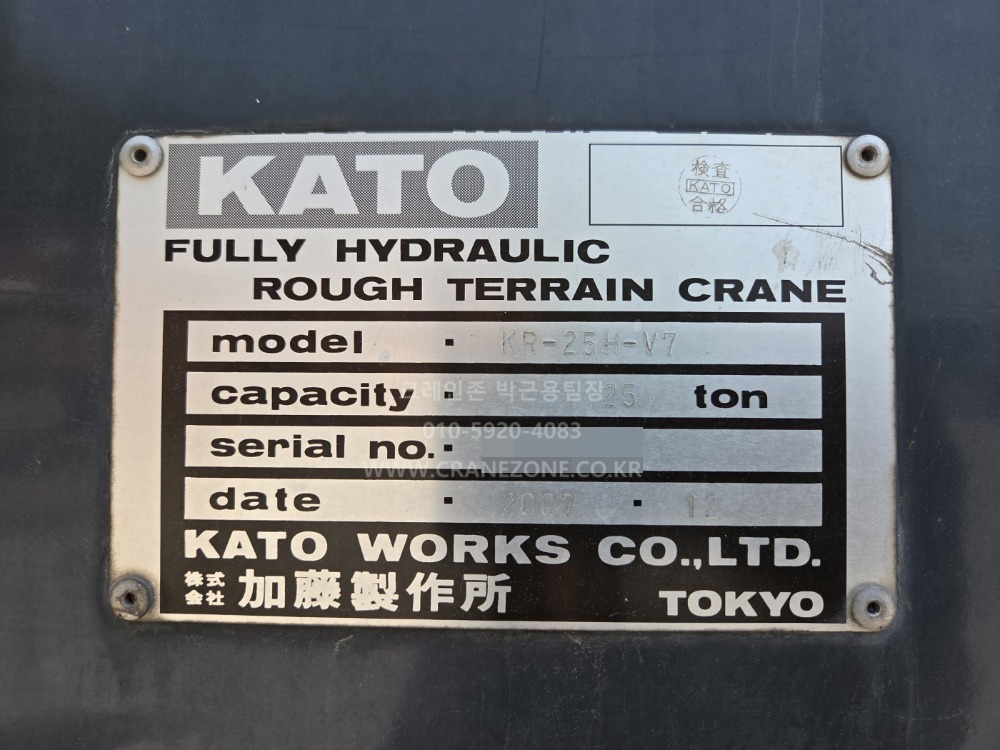 KATO
検査
KATO
合格
FULLY HYDRAULIC
ROUGH TERRAIN CRANE
model · KR-25H-V7
capacity · 25 ton
크레인존 박근용팀장
serial no. ·
010-5920-4083
WWW.CRANEZONE.CO.KR
date · 2007 · 12
KATO WORKS CO.,LTD.
株式会社 加藤製作所 TOKYO